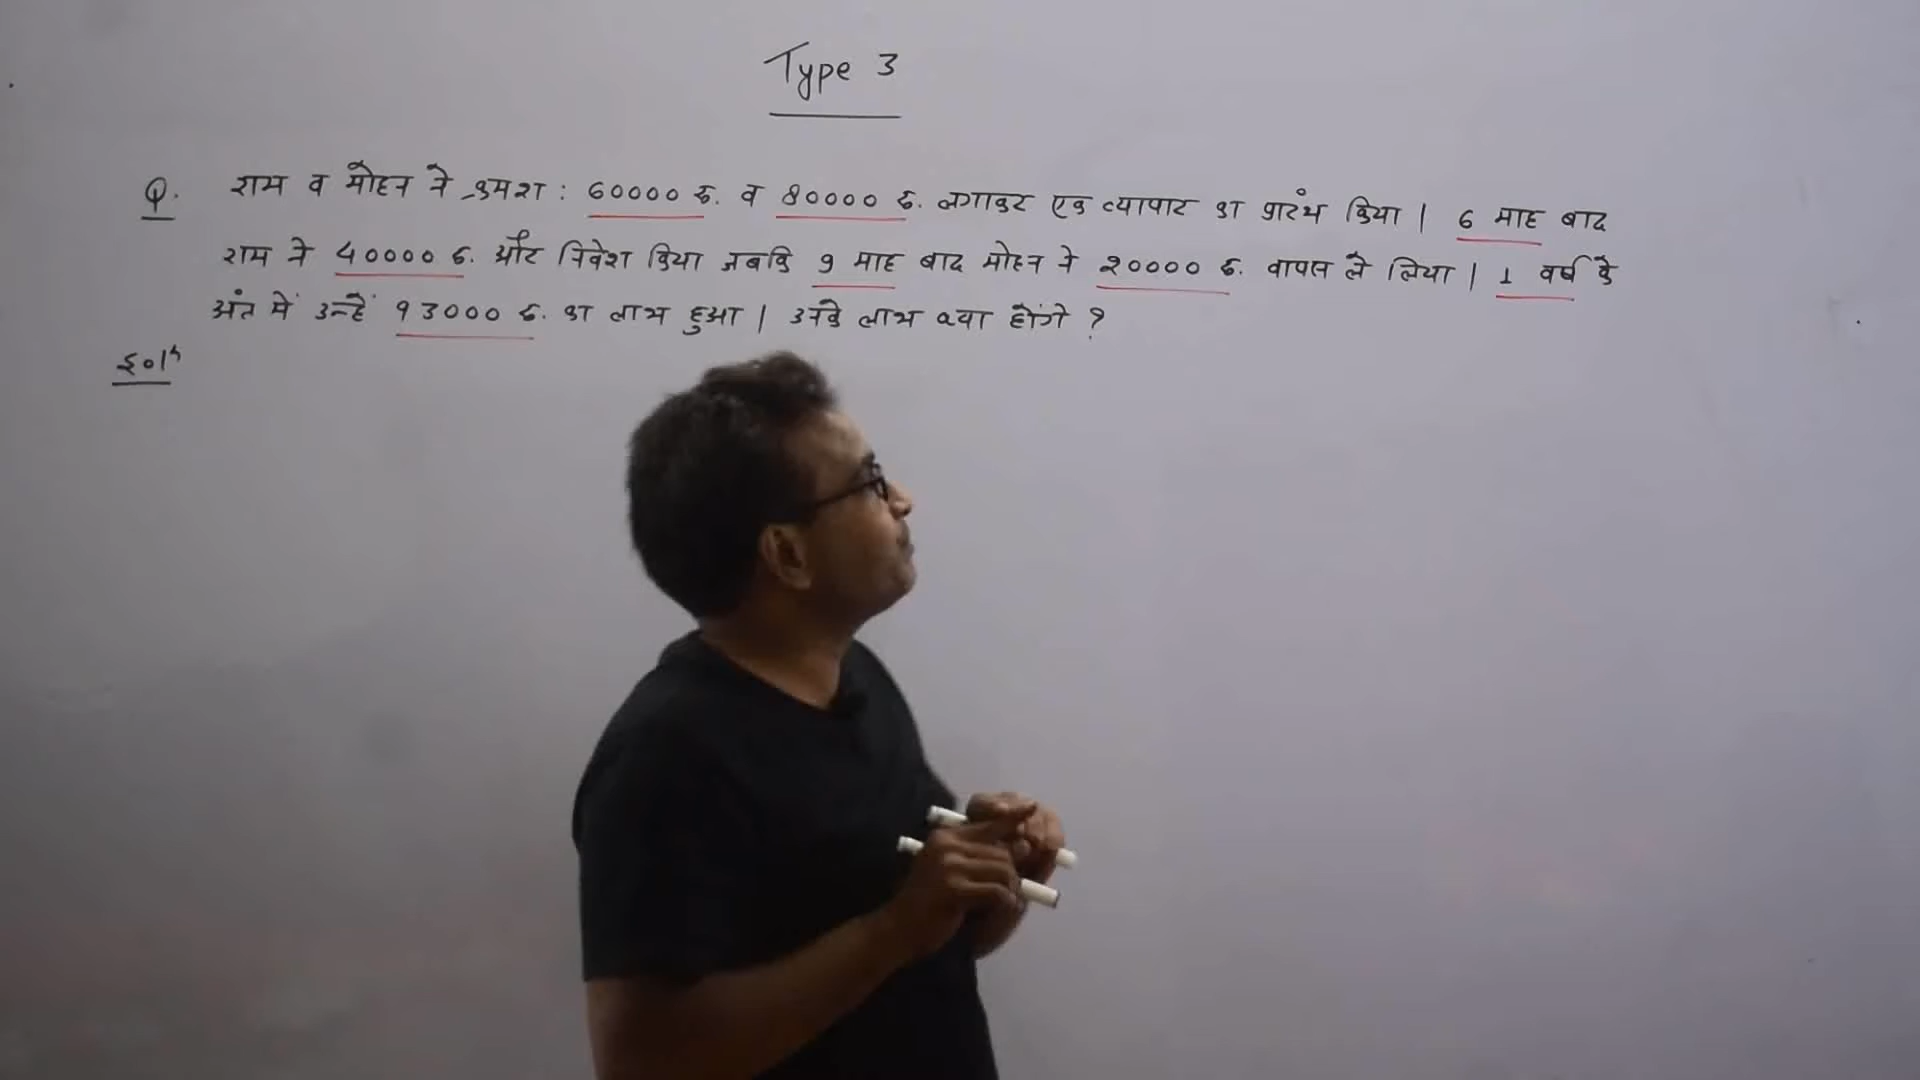 Type 3
Q. राम व मोहन ने क्रमश: 60000 रु. व 80000 रु. लगाकर एक व्यापार का प्रारंभ किया | 6 माह बाद
राम ने 40000 रु. और निवेश किया जबकि 9 माह बाद मोहन ने 20000 रु. वापस ले लिया | 1 वर्ष के
अंत में उन्हें 93000 रु. का लाभ हुआ | उनके लाभ क्या होंगे ?
Solⁿ